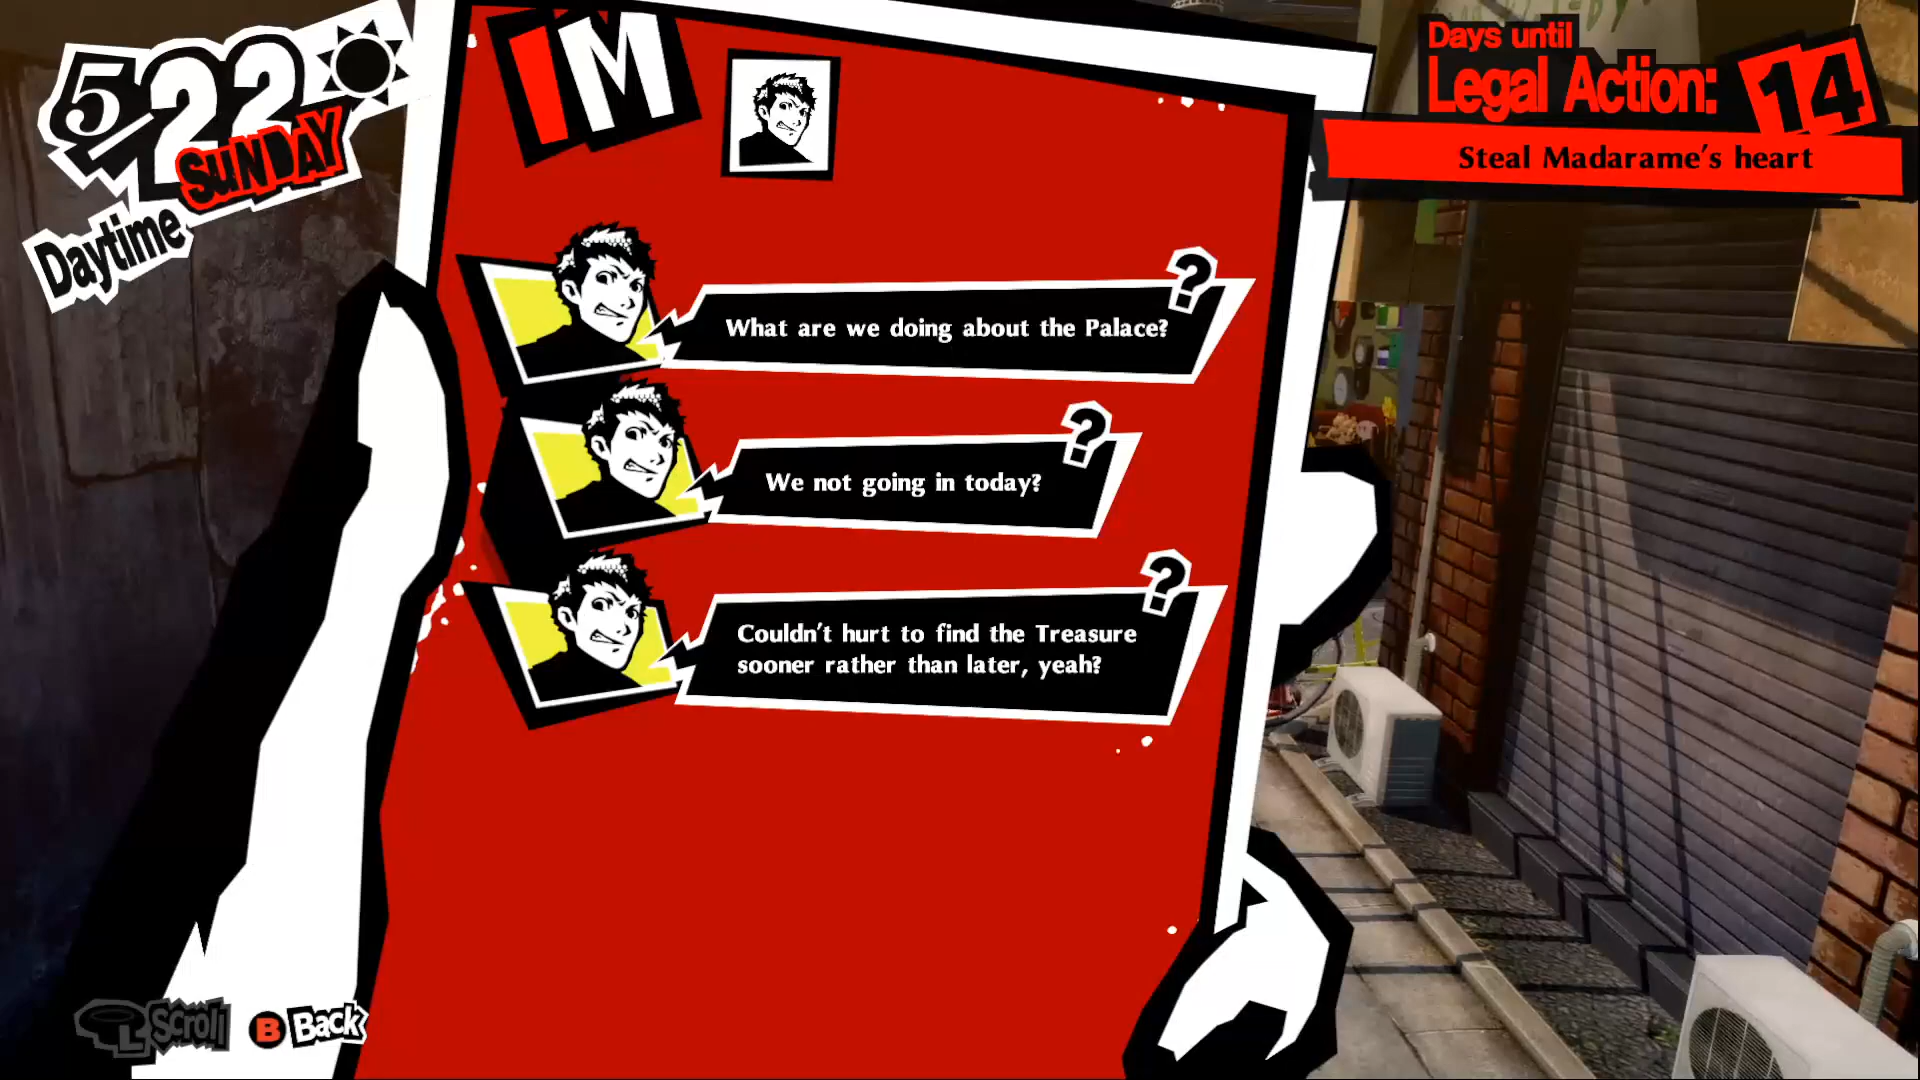 5/22
SUNDAY
Daytime
IM
Days until
Legal Action: 14
Steal Madarame's heart
What are we doing about the Palace?
?
We not going in today?
?
Couldn't hurt to find the Treasure
sooner rather than later, yeah?
?
L Scroll
B Back